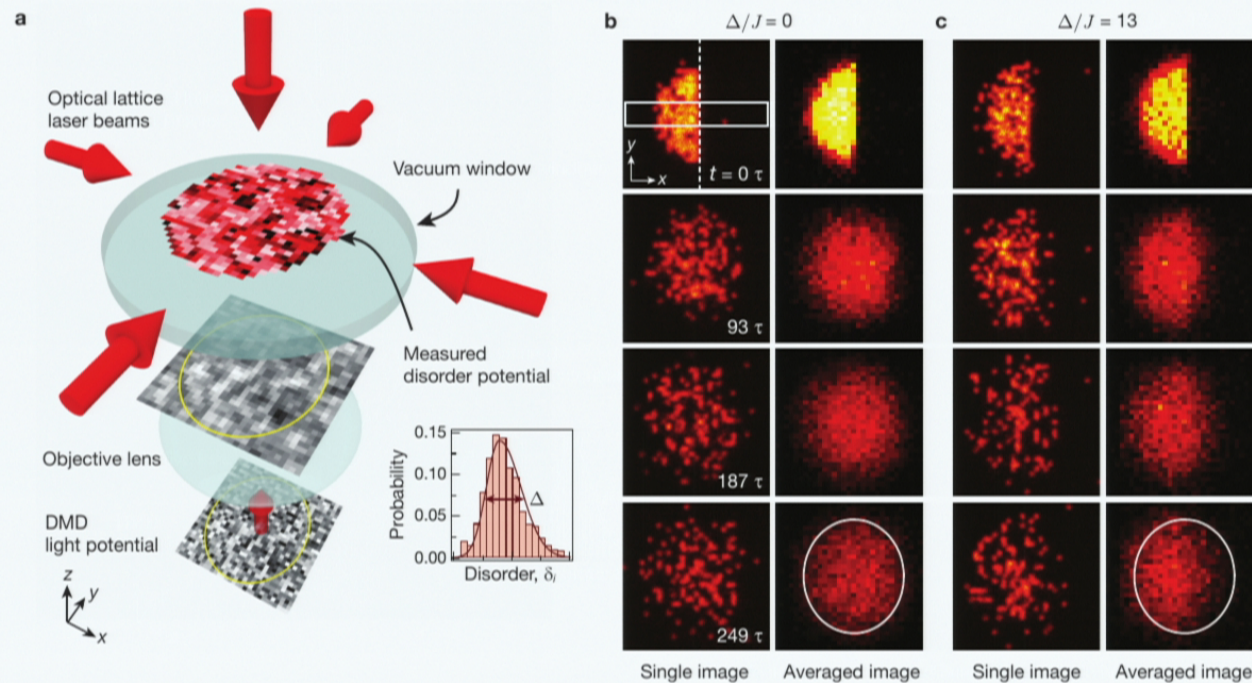 a
Optical lattice
laser beams
Vacuum window
Measured
disorder potential
Objective lens
DMD
light potential
z
y
x
0.15
0.10
0.05
0.00
Probability
Δ
Disorder, δᵢ
b
Δ/J = 0
y
x
t = 0 τ
93 τ
187 τ
249 τ
Single image
Averaged image
c
Δ/J = 13
Single image
Averaged image